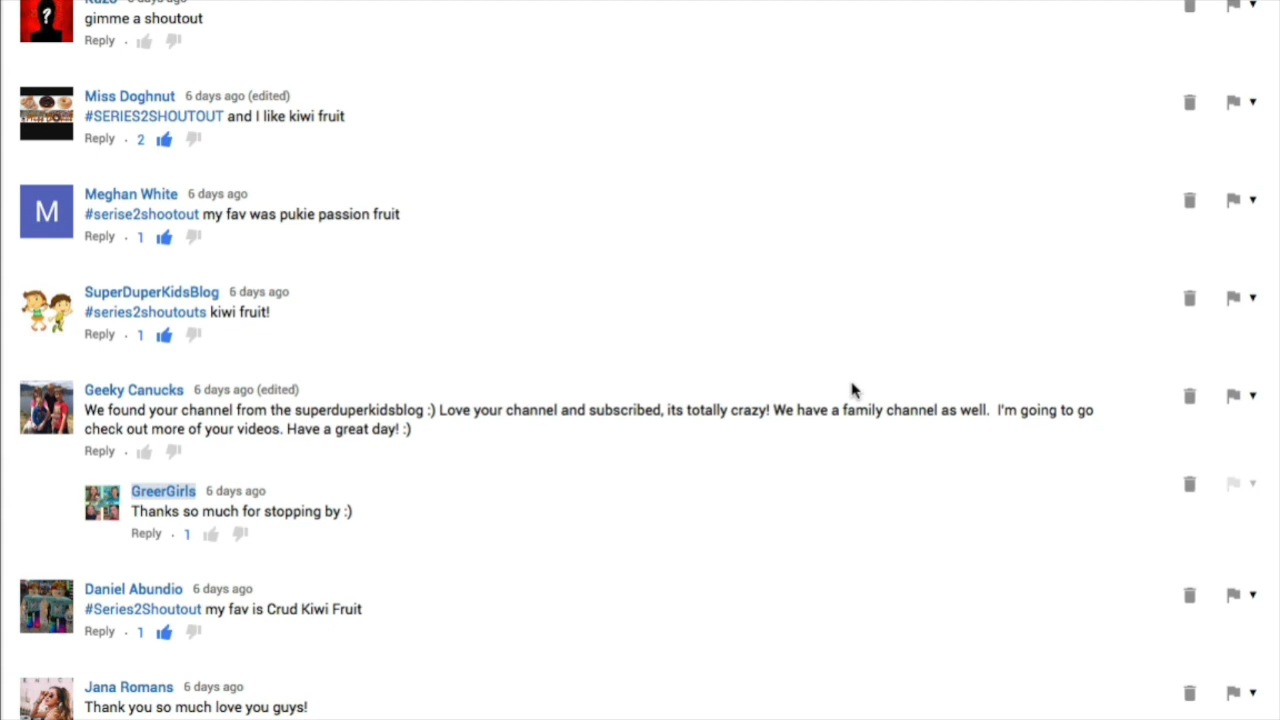 6 days ago
gimme a shoutout
Reply .
Miss Doghnut 6 days ago (edited)
#SERIES2SHOUTOUT and I like kiwi fruit
Reply . 2
M
Meghan White 6 days ago
#serise2shootout my fav was pukie passion fruit
Reply . 1
SuperDuperKidsBlog 6 days ago
#series2shoutouts kiwi fruit!
Reply . 1
Geeky Canucks 6 days ago (edited)
We found your channel from the superduperkidsblog :) Love your channel and subscribed, its totally crazy! We have a family channel as well. I'm going to go
check out more of your videos. Have a great day! :)
Reply .
GreerGirls 6 days ago
Thanks so much for stopping by :)
Reply . 1
Daniel Abundio 6 days ago
#Series2Shoutout my fav is Crud Kiwi Fruit
Reply . 1
Jana Romans 6 days ago
Thank you so much love you guys!